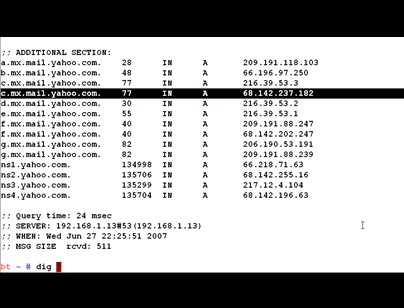 ;; ADDITIONAL SECTION:
a.mx.mail.yahoo.com. 28 IN A 209.191.118.103
b.mx.mail.yahoo.com. 48 IN A 66.196.97.250
c.mx.mail.yahoo.com. 77 IN A 216.39.53.3
c.mx.mail.yahoo.com. 77 IN A 68.142.237.182
d.mx.mail.yahoo.com. 30 IN A 216.39.53.2
e.mx.mail.yahoo.com. 55 IN A 216.39.53.1
f.mx.mail.yahoo.com. 40 IN A 209.191.88.247
f.mx.mail.yahoo.com. 40 IN A 68.142.202.247
g.mx.mail.yahoo.com. 82 IN A 206.190.53.191
g.mx.mail.yahoo.com. 82 IN A 209.191.88.239
ns1.yahoo.com. 134998 IN A 66.218.71.63
ns2.yahoo.com. 135706 IN A 68.142.255.16
ns3.yahoo.com. 135299 IN A 217.12.4.104
ns4.yahoo.com. 135704 IN A 68.142.196.63
;; Query time: 24 msec
;; SERVER: 192.168.1.13#53(192.168.1.13)
;; WHEN: Wed Jun 27 22:25:51 2007
;; MSG SIZE rcvd: 511
bt ~ # dig